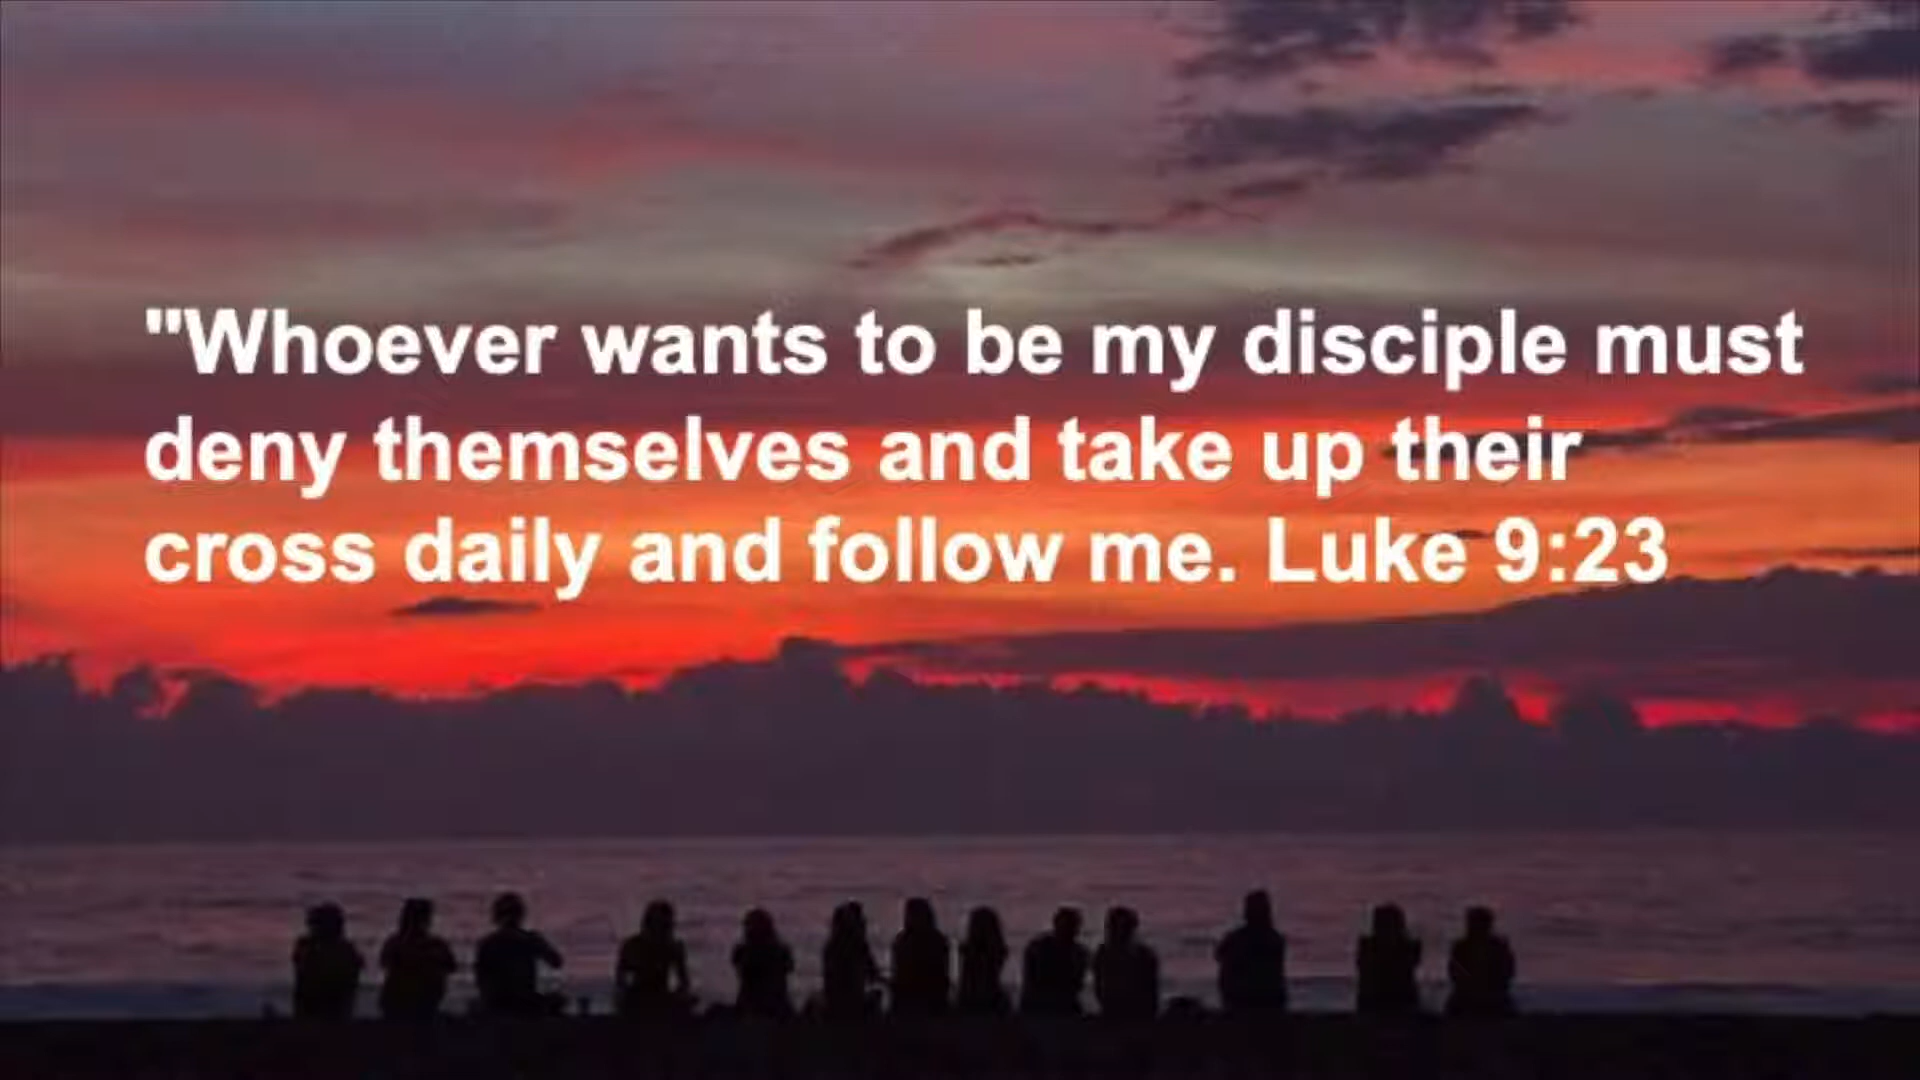 "Whoever wants to be my disciple must
deny themselves and take up their
cross daily and follow me. Luke 9:23